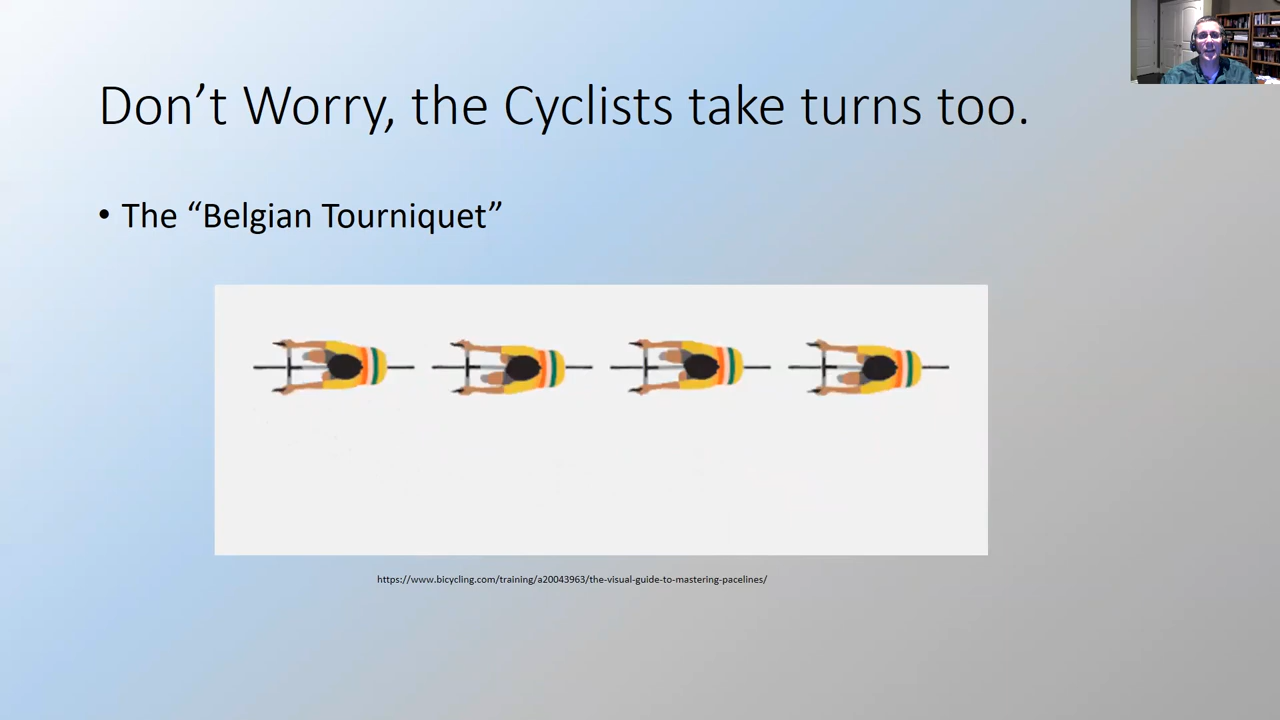 Don’t Worry, the Cyclists take turns too.
• The “Belgian Tourniquet”
https://www.bicycling.com/training/a20043963/the-visual-guide-to-mastering-pacelines/